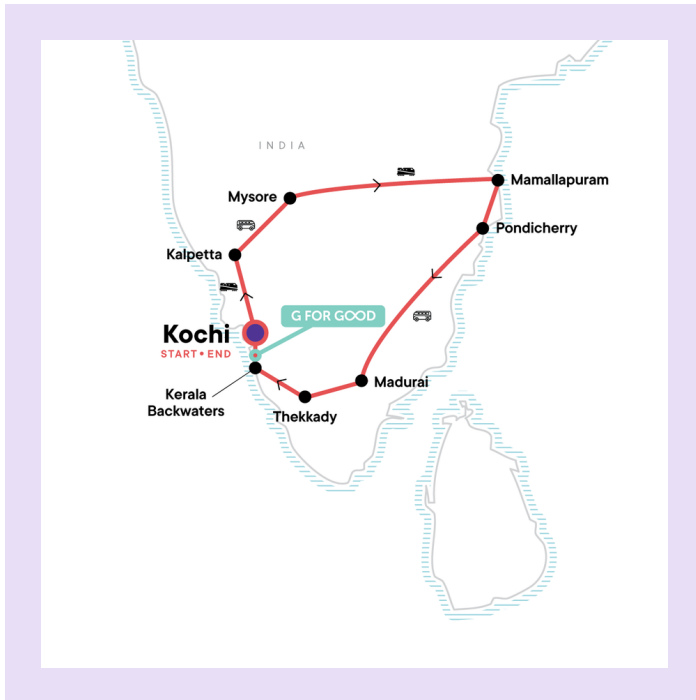 INDIA
Mysore
Mamallapuram
Pondicherry
Kalpetta
G FOR GOOD
Kochi
START • END
Madurai
Kerala
Backwaters
Thekkady